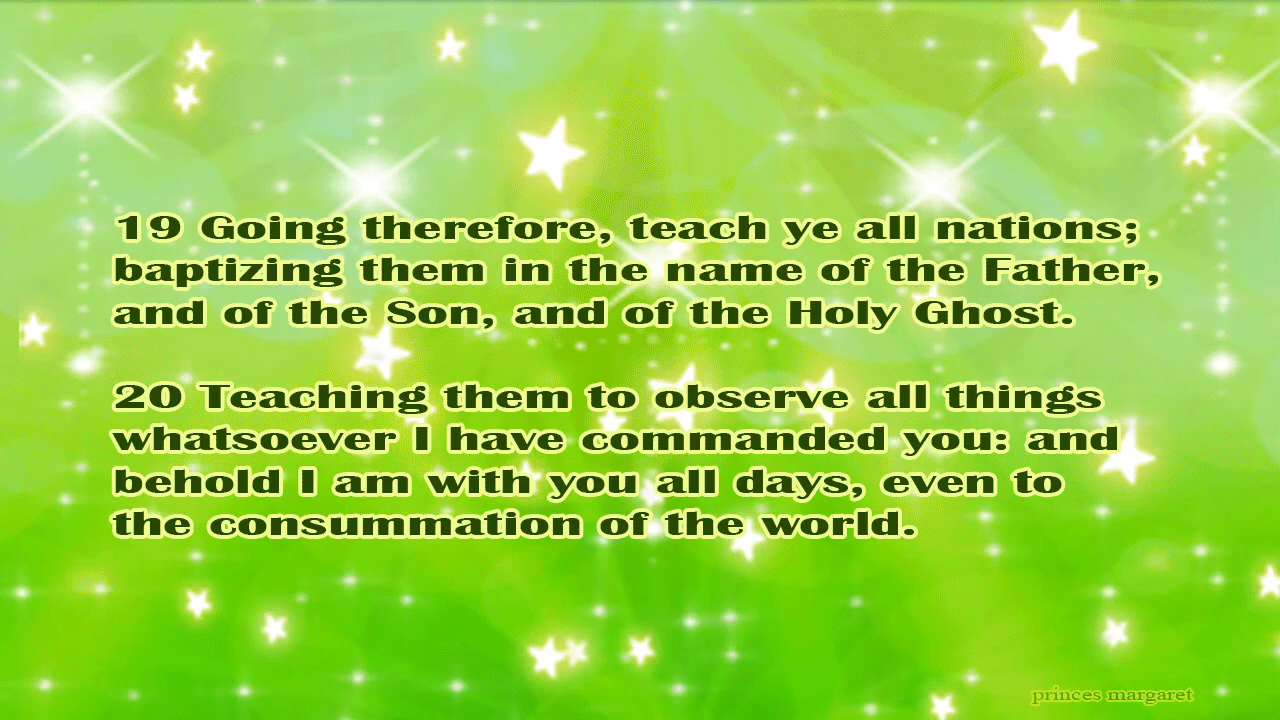 19 Going therefore, teach ye all nations;
baptizing them in the name of the Father,
and of the Son, and of the Holy Ghost.
20 Teaching them to observe all things
whatsoever I have commanded you: and
behold I am with you all days, even to
the consummation of the world.
princes margaret